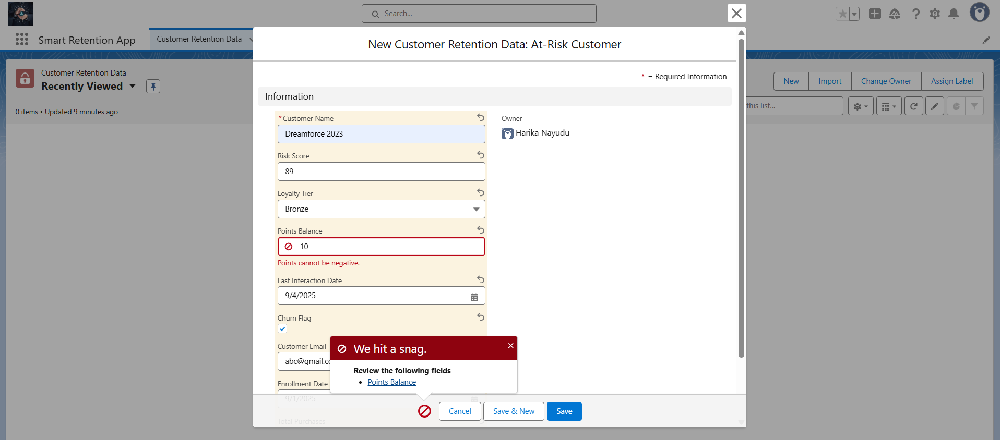 Search...
Smart Retention App
Customer Retention Data
New Customer Retention Data: At-Risk Customer
* = Required Information
Customer Retention Data
Recently Viewed
0 items • Updated 9 minutes ago
New
Import
Change Owner
Assign Label
this list...
Information
*Customer Name
Dreamforce 2023
Owner
Harika Nayudu
Risk Score
89
Loyalty Tier
Bronze
Points Balance
-10
Points cannot be negative.
Last Interaction Date
9/4/2025
Churn Flag
Customer Email
abc@gmail.co
We hit a snag.
Review the following fields
• Points Balance
Enrollment Date
9/1/2025
Total Purchases
Cancel
Save & New
Save